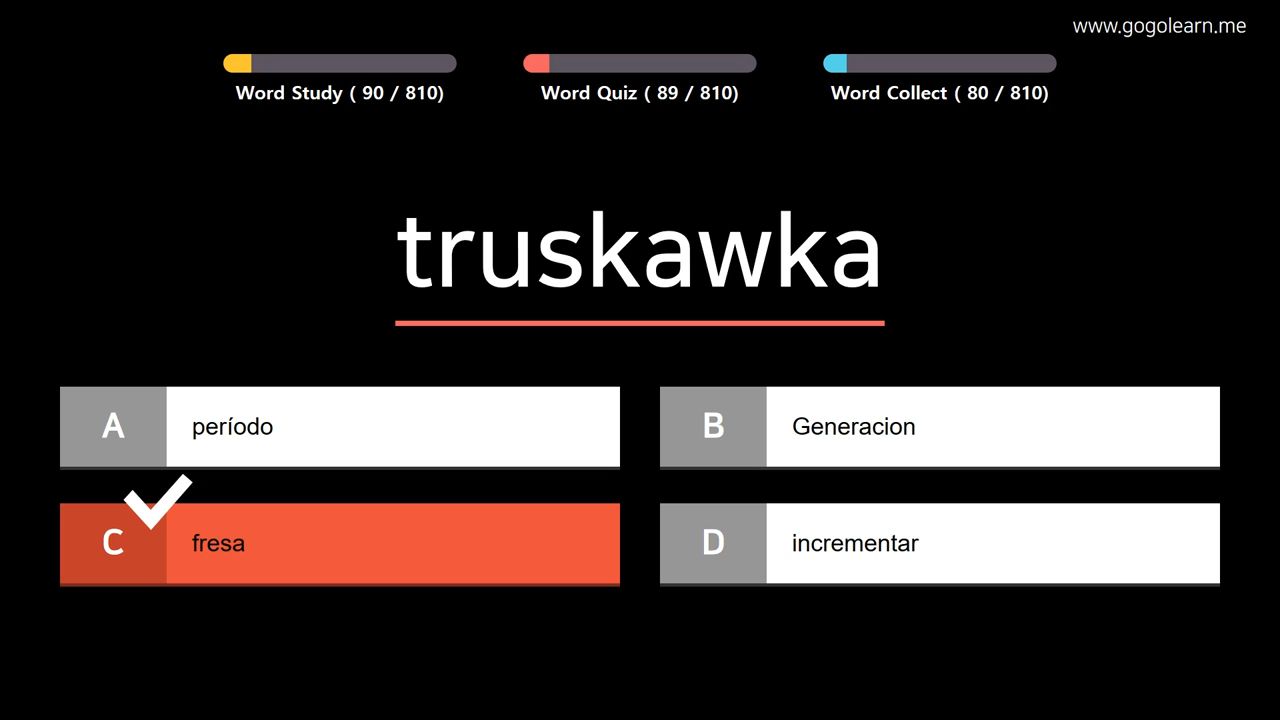 www.gogolearn.me
Word Study ( 90 / 810)
Word Quiz ( 89 / 810)
Word Collect ( 80 / 810)
truskawka
A período
B Generacion
C fresa
D incrementar